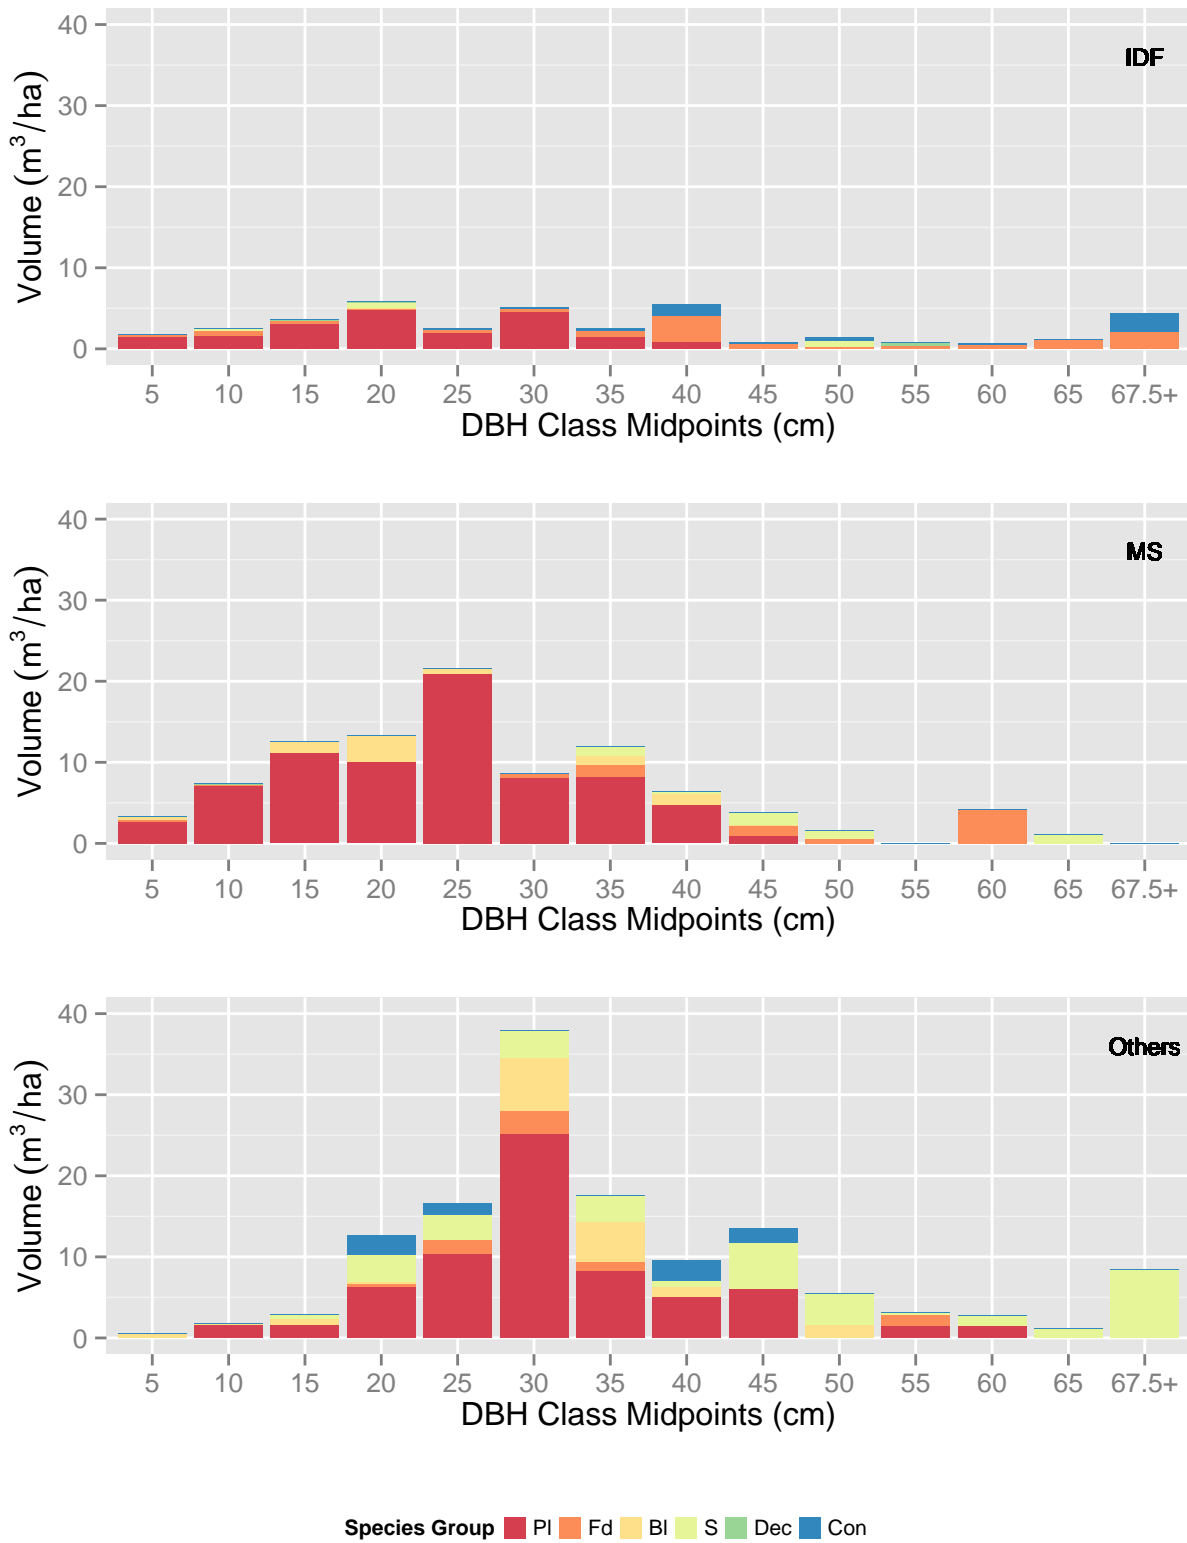 40
IDF
30
20
10
0
Volume (m³/ha)
5 10 15 20 25 30 35 40 45 50 55 60 65 67.5+
DBH Class Midpoints (cm)
40
MS
30
20
10
0
Volume (m³/ha)
5 10 15 20 25 30 35 40 45 50 55 60 65 67.5+
DBH Class Midpoints (cm)
40
Others
30
20
10
0
Volume (m³/ha)
5 10 15 20 25 30 35 40 45 50 55 60 65 67.5+
DBH Class Midpoints (cm)
Species Group Pl Fd Bl S Dec Con